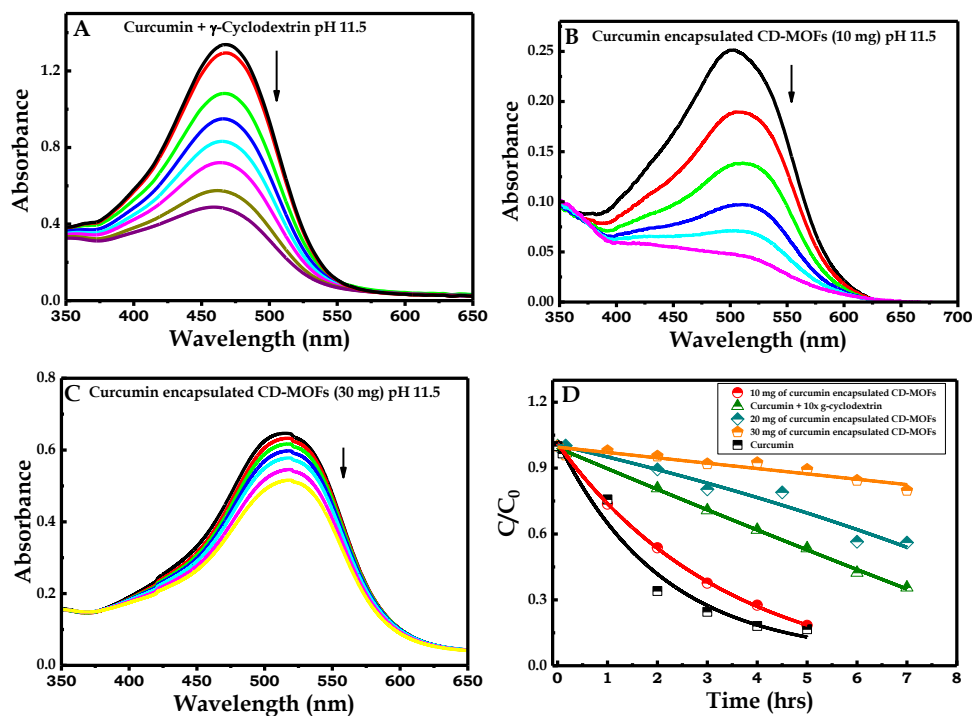 A
Curcumin + γ-Cyclodextrin pH 11.5
Absorbance
1.2
0.8
0.4
0.0
350 400 450 500 550 600 650
Wavelength (nm)
B
Curcumin encapsulated CD-MOFs (10 mg) pH 11.5
Absorbance
0.25
0.20
0.15
0.10
0.05
0.00
350 400 450 500 550 600 650 700
Wavelength (nm)
C
Curcumin encapsulated CD-MOFs (30 mg) pH 11.5
Absorbance
0.8
0.6
0.4
0.2
0.0
350 400 450 500 550 600 650
Wavelength (nm)
D
10 mg of curcumin encapsulated CD-MOFs
Curcumin + 10x g-cyclodextrin
20 mg of curcumin encapsulated CD-MOFs
30 mg of curcumin encapsulated CD-MOFs
Curcumin
C/C0
1.2
0.9
0.6
0.3
0.0
0 1 2 3 4 5 6 7 8
Time (hrs)